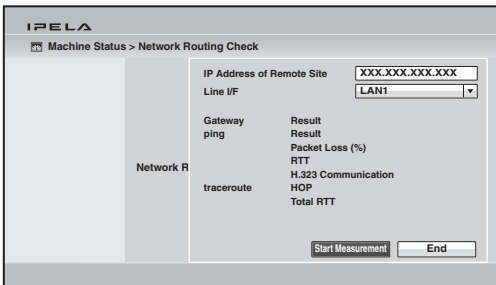 IPELA
Machine Status > Network Routing Check
IP Address of Remote Site XXX.XXX.XXX.XXX
Line I/F LAN1
Gateway Result
ping Result
Packet Loss (%)
RTT
H.323 Communication
Network R
traceroute HOP
Total RTT
Start Measurement End